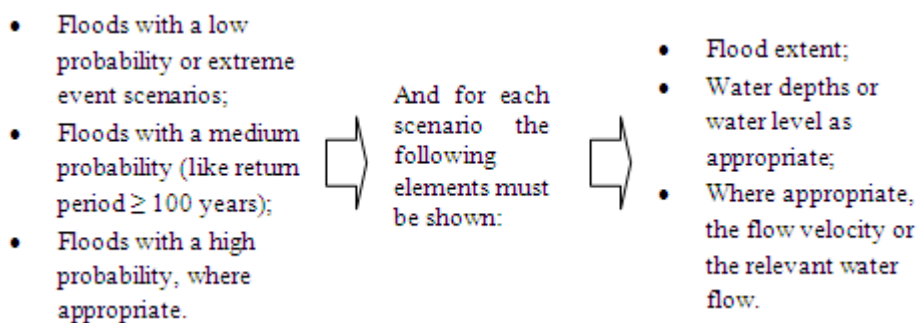 • Floods with a low
probability or extreme
event scenarios;
• Floods with a medium
probability (like return
period ≥ 100 years);
• Floods with a high
probability, where
appropriate.
And for each
scenario the
following
elements must
be shown:
• Flood extent;
• Water depths or
water level as
appropriate;
• Where appropriate,
the flow velocity or
the relevant water
flow.